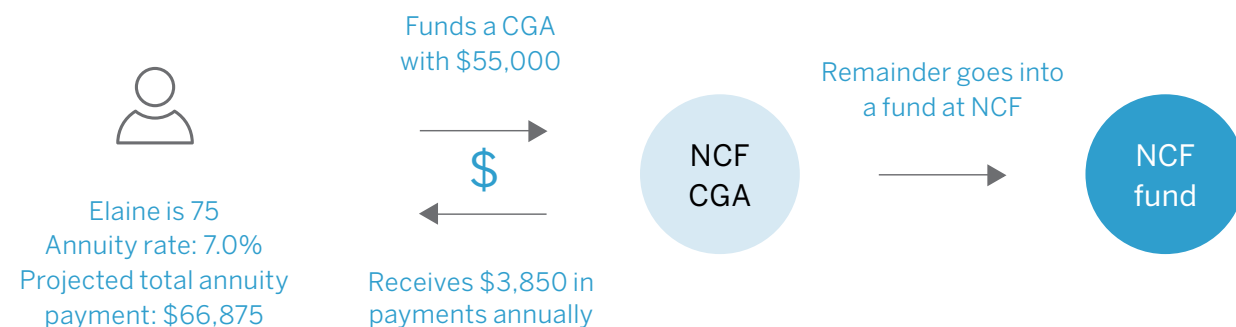 Funds a CGA
with $55,000
$
Elaine is 75
Annuity rate: 7.0%
Projected total annuity
payment: $66,875
Receives $3,850 in
payments annually
NCF
CGA
Remainder goes into
a fund at NCF
NCF
fund